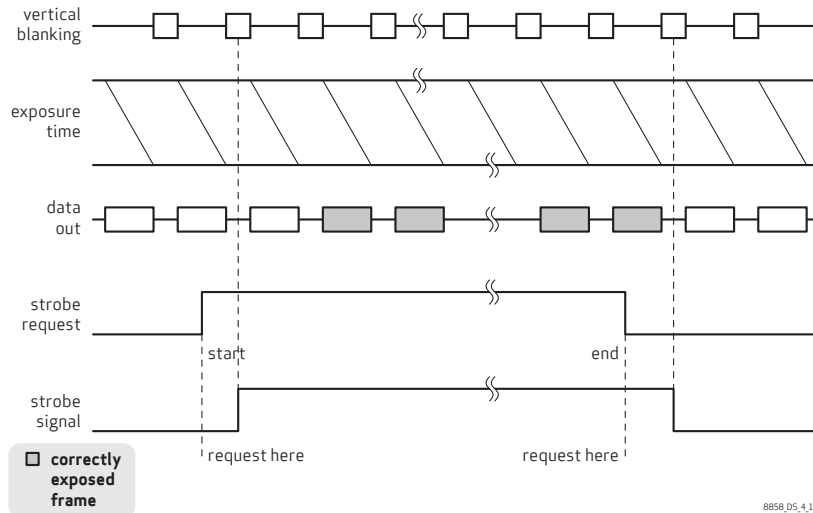 vertical
blanking
exposure
time
data
out
strobe
request
start
end
strobe
signal
request here
request here
correctly
exposed
frame
8858_DS_4_1